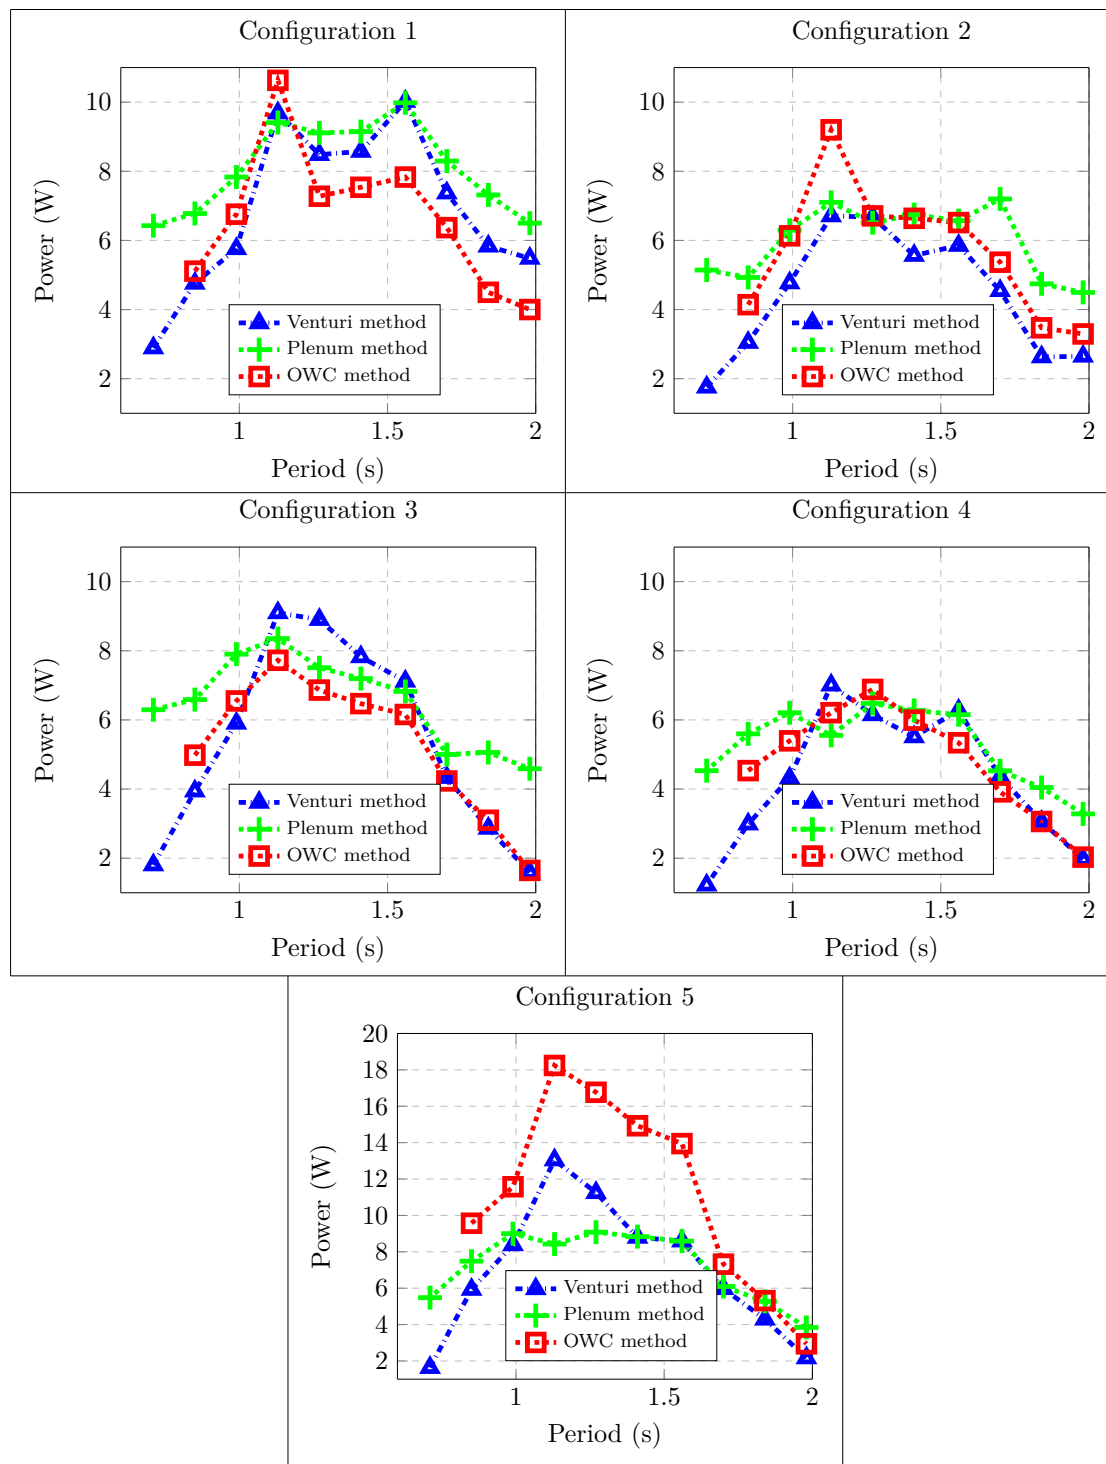 Configuration 1
10
8
6
4
2
Power (W)
Venturi method
Plenum method
OWC method
1
1.5
2
Period (s)
Configuration 2
10
8
6
4
2
Power (W)
Venturi method
Plenum method
OWC method
1
1.5
2
Period (s)
Configuration 3
10
8
6
4
2
Power (W)
Venturi method
Plenum method
OWC method
1
1.5
2
Period (s)
Configuration 4
10
8
6
4
2
Power (W)
Venturi method
Plenum method
OWC method
1
1.5
2
Period (s)
Configuration 5
20
18
16
14
12
10
8
6
4
2
Power (W)
Venturi method
Plenum method
OWC method
1
1.5
2
Period (s)